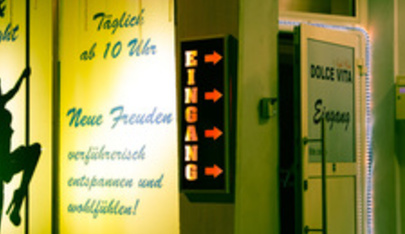 Täglich
ab 10 Uhr
Neue Freuden
verführerisch
entspannen und
wohlfühlen!
EINGANG
DOLCE VITA
Eingang